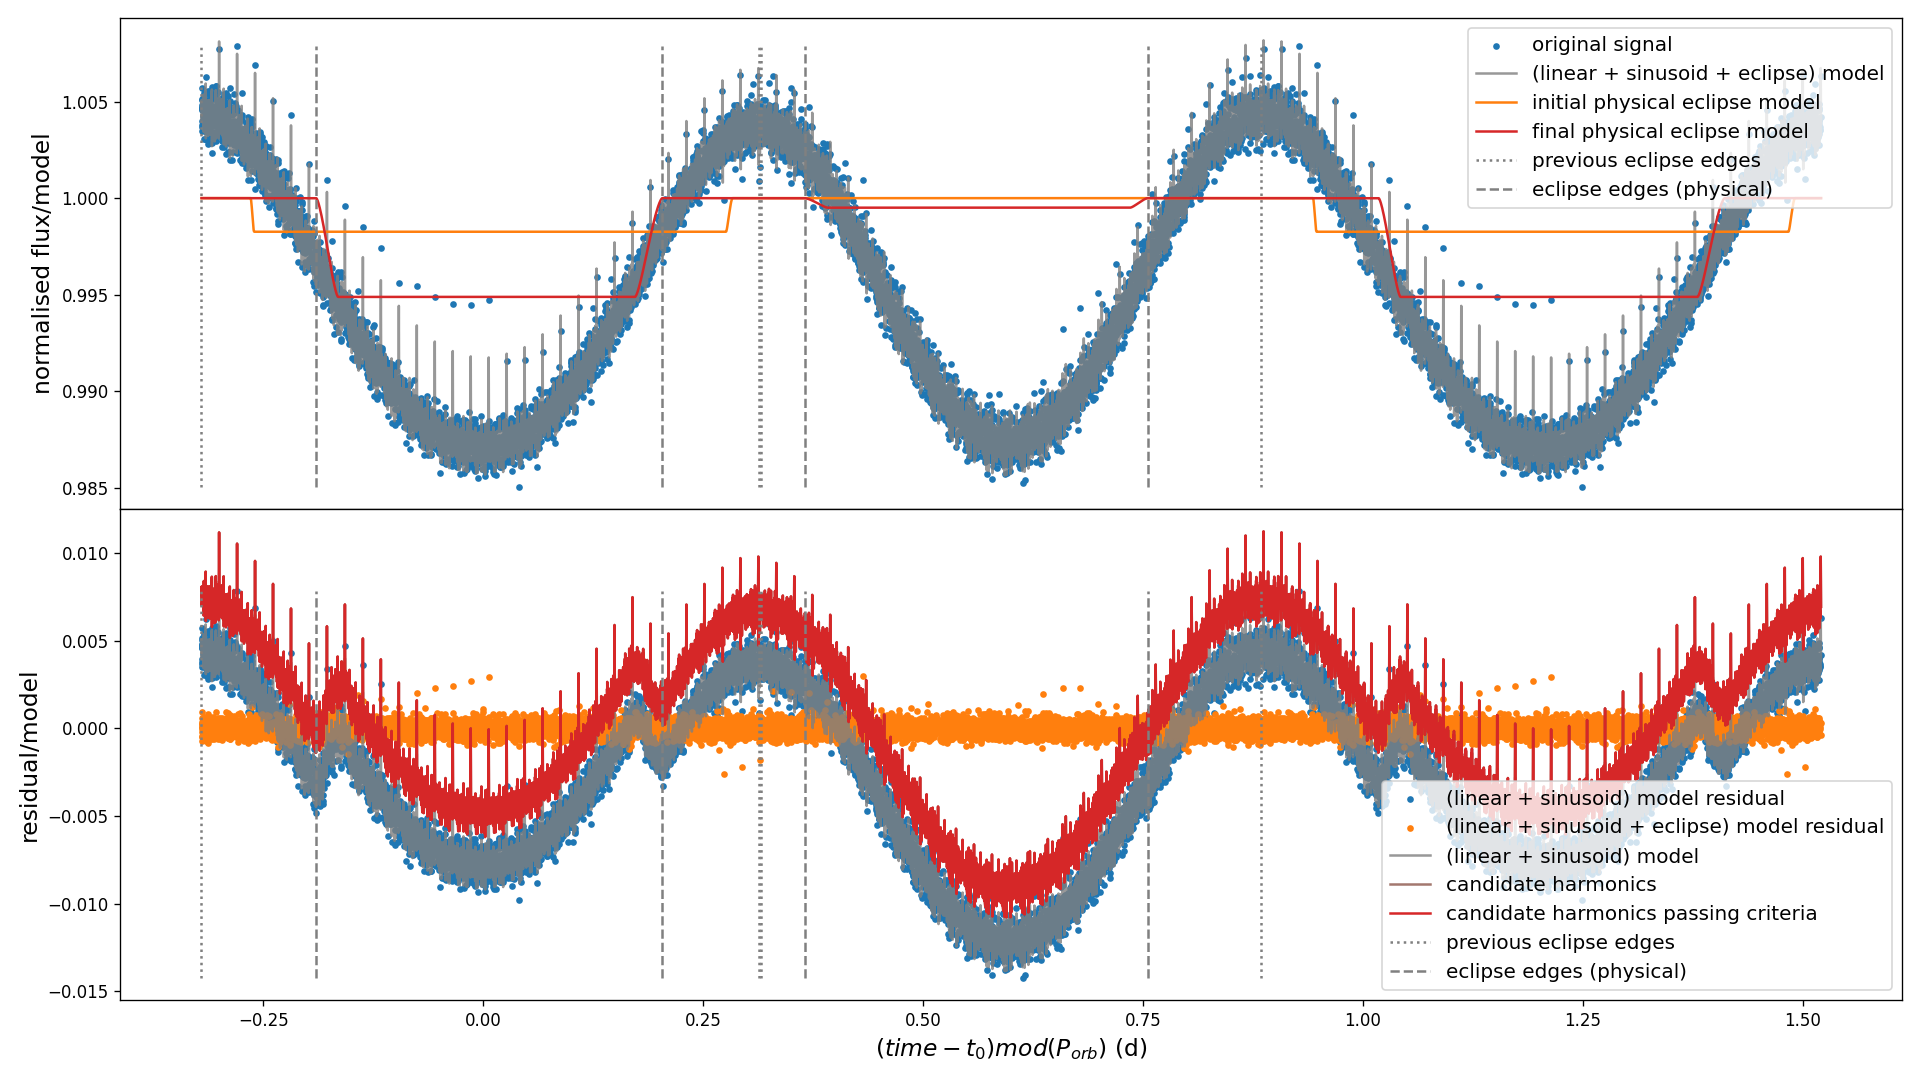 normalised flux/model
1.005
1.000
0.995
0.990
0.985
original signal
(linear + sinusoid + eclipse) model
initial physical eclipse model
final physical eclipse model
previous eclipse edges
eclipse edges (physical)
residual/model
0.010
0.005
0.000
−0.005
−0.010
−0.015
(linear + sinusoid) model residual
(linear + sinusoid + eclipse) model residual
(linear + sinusoid) model
candidate harmonics
candidate harmonics passing criteria
previous eclipse edges
eclipse edges (physical)
−0.25 0.00 0.25 0.50 0.75 1.00 1.25 1.50
(time − t₀)mod(Pₒᵣb) (d)